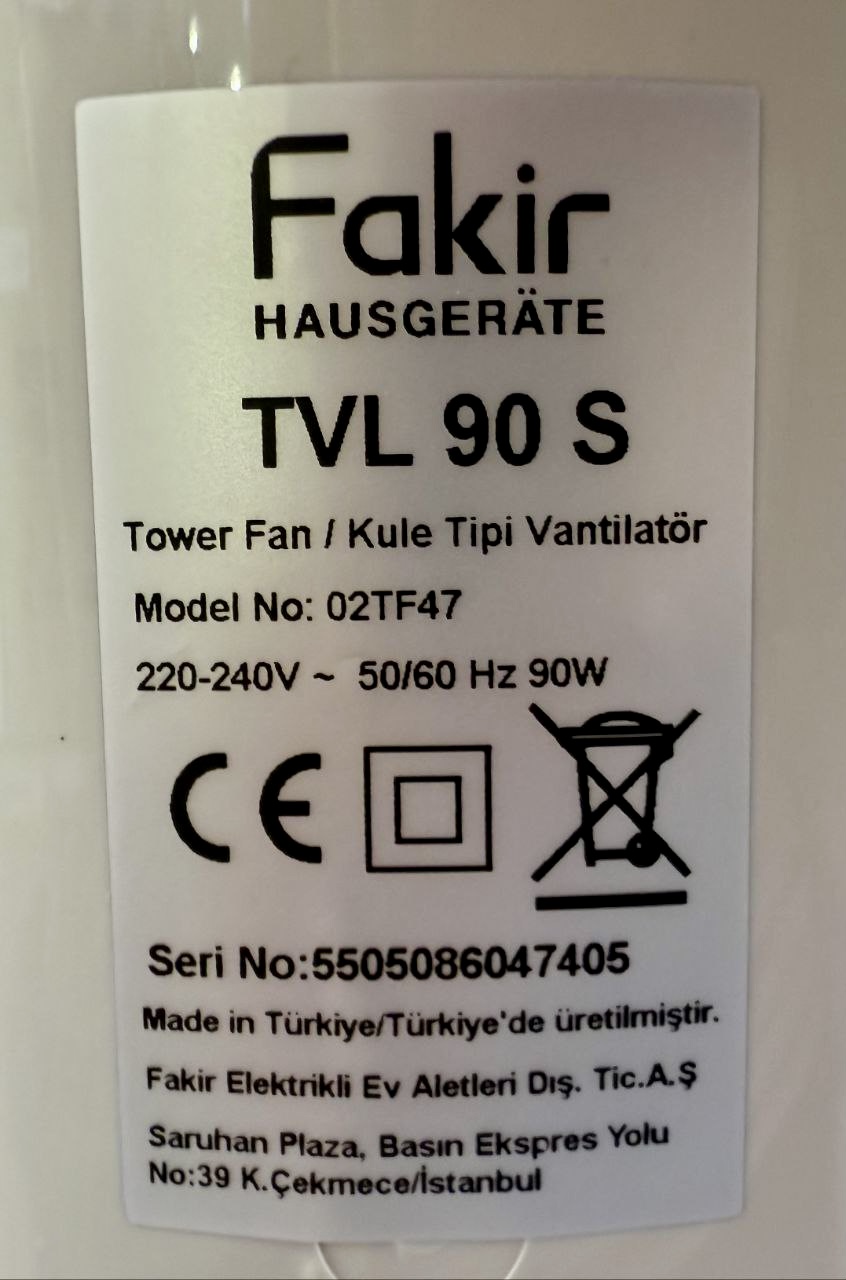 Fakir
HAUSGERÄTE
TVL 90 S
Tower Fan / Kule Tipi Vantilatör
Model No: 02TF47
220-240V ~ 50/60 Hz 90W
CE
Seri No:5505086047405
Made in Türkiye/Türkiye'de üretilmiştir.
Fakir Elektrikli Ev Aletleri Dış. Tic.A.Ş
Saruhan Plaza, Basın Ekspres Yolu
No:39 K.Çekmece/İstanbul